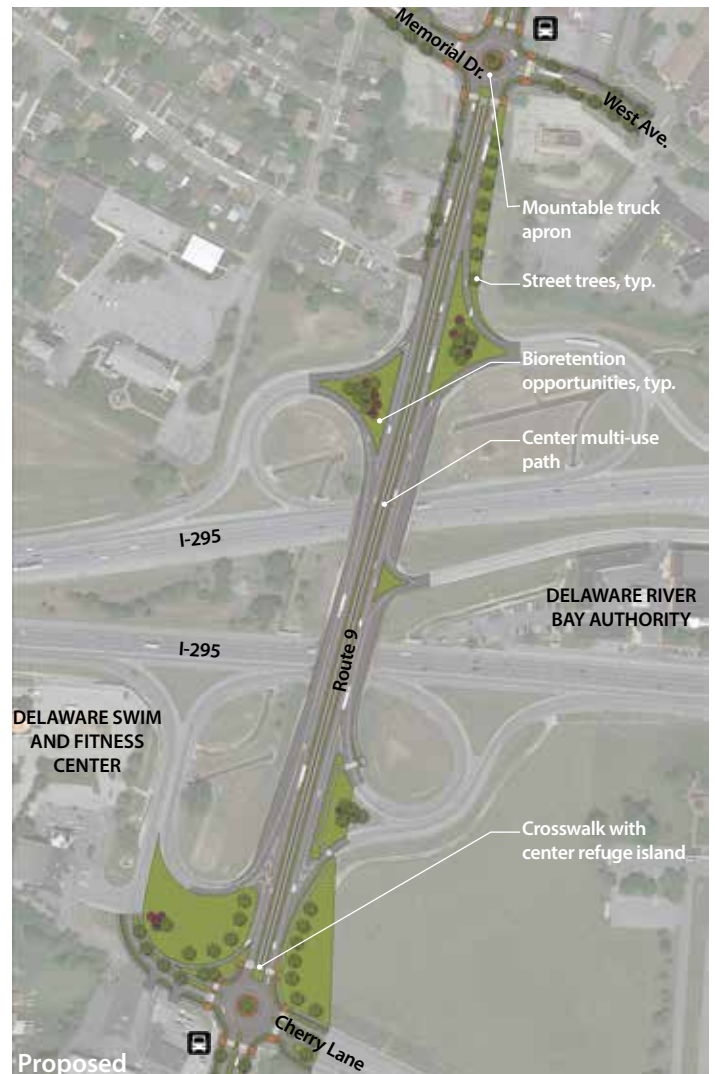 Memorial Dr.
West Ave.
Mountable truck
apron
Street trees, typ.
Bioretention
opportunities, typ.
Center multi-use
path
I-295
DELAWARE RIVER
BAY AUTHORITY
I-295
Route 9
DELAWARE SWIM
AND FITNESS
CENTER
Crosswalk with
center refuge island
Cherry Lane
Proposed